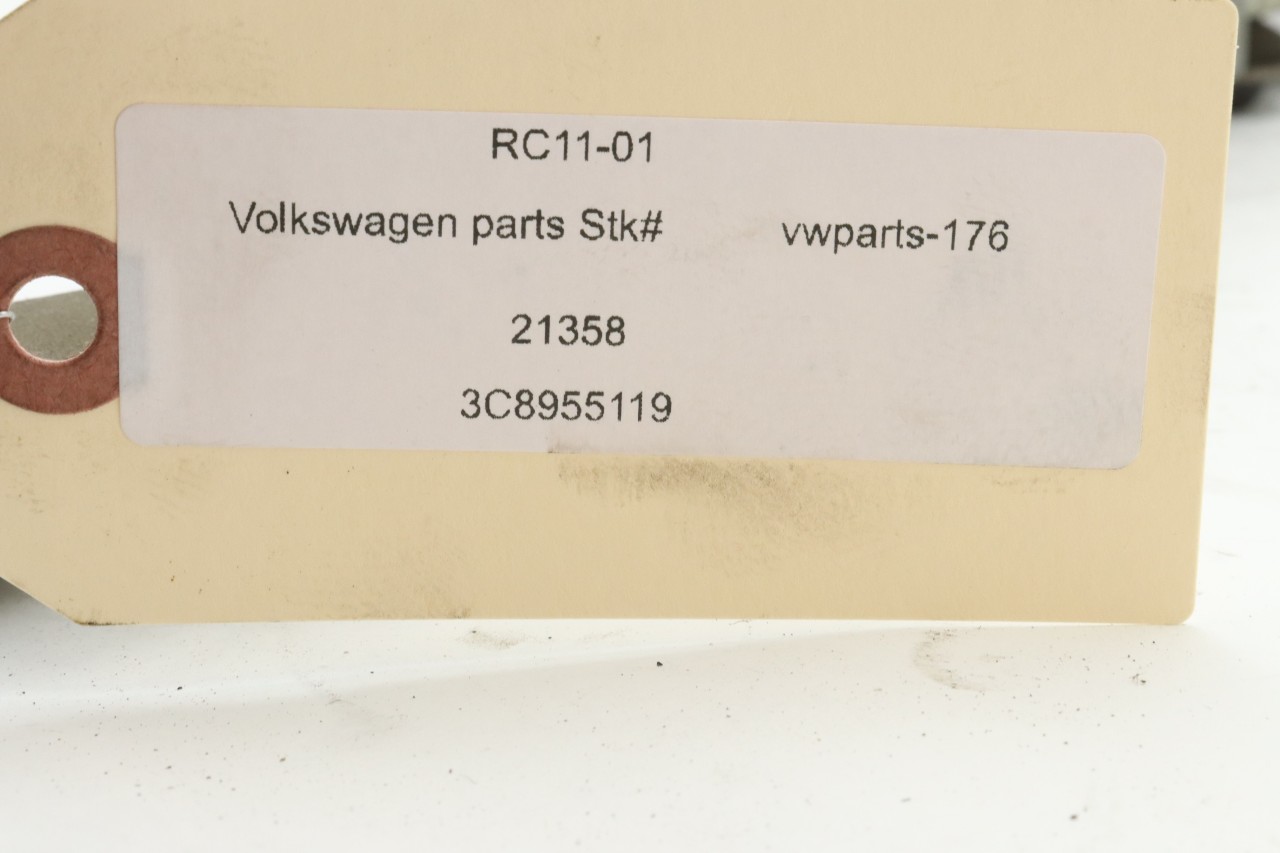 RC11-01
Volkswagen parts Stk# vwparts-176
21358
3C8955119